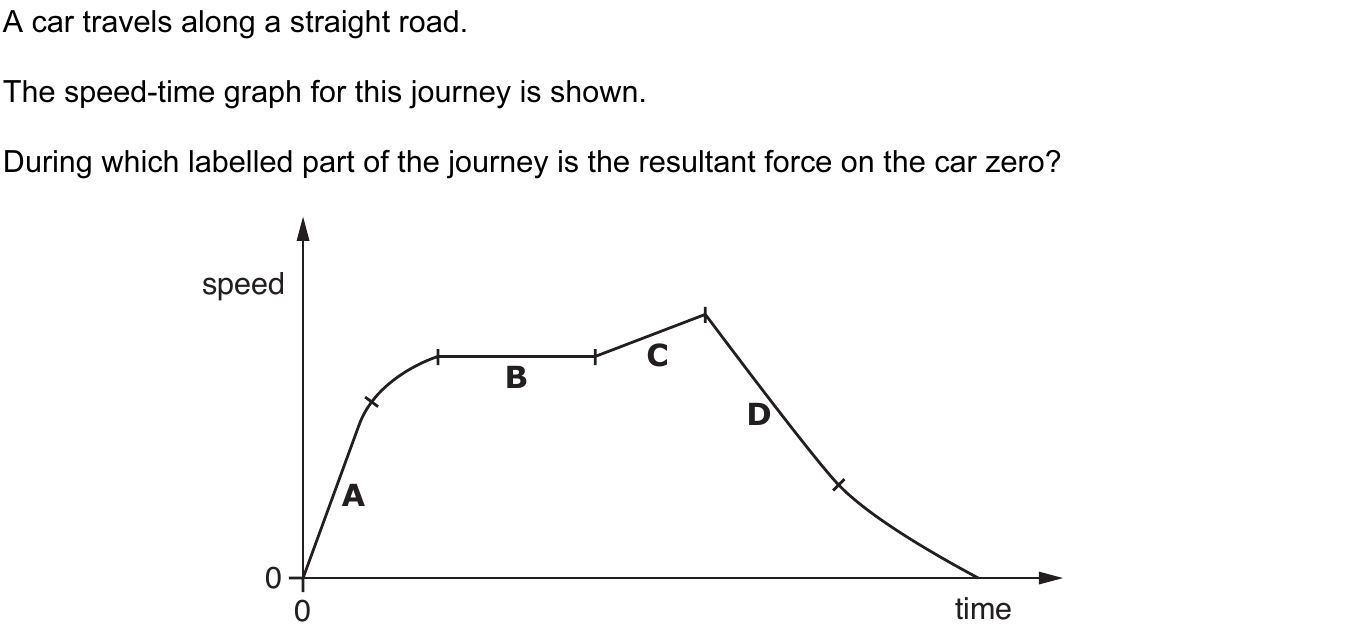 A car travels along a straight road.
The speed-time graph for this journey is shown.
During which labelled part of the journey is the resultant force on the car zero?
speed
C
B
D
A
0
0
time